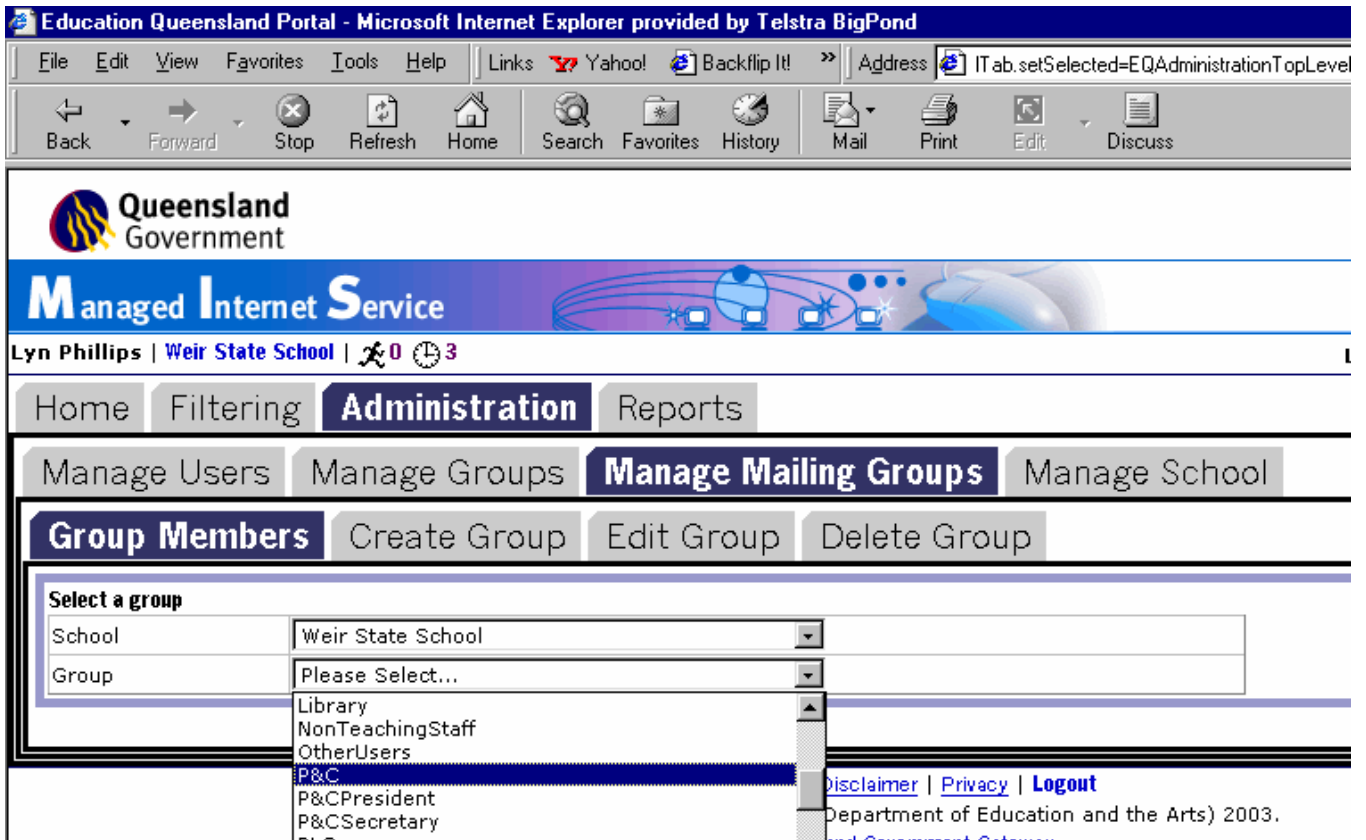 Education Queensland Portal - Microsoft Internet Explorer provided by Telstra BigPond
File Edit View Favorites Tools Help Links Yahoo! Backflip It! » Address ITab.setSelected=EQAdministrationTopLevel
Back Forward Stop Refresh Home Search Favorites History Mail Print Edit Discuss
Queensland
Government
Managed Internet Service
Lyn Phillips | Weir State School | 0 3
Home Filtering Administration Reports
Manage Users Manage Groups Manage Mailing Groups Manage School
Group Members Create Group Edit Group Delete Group
Select a group
School Weir State School
Group Please Select...
Library
NonTeachingStaff
OtherUsers
P&C
Disclaimer | Privacy | Logout
P&CPresident
Department of Education and the Arts) 2003.
P&CSecretary